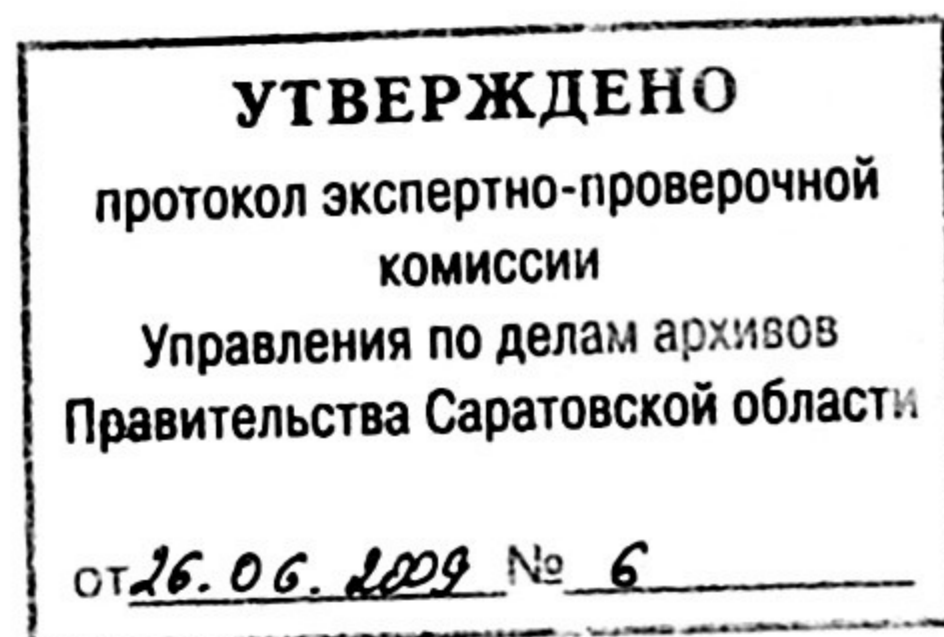 УТВЕРЖДЕНО
протокол экспертно-проверочной
комиссии
Управления по делам архивов
Правительства Саратовской области
от 26.06.2009 № 6